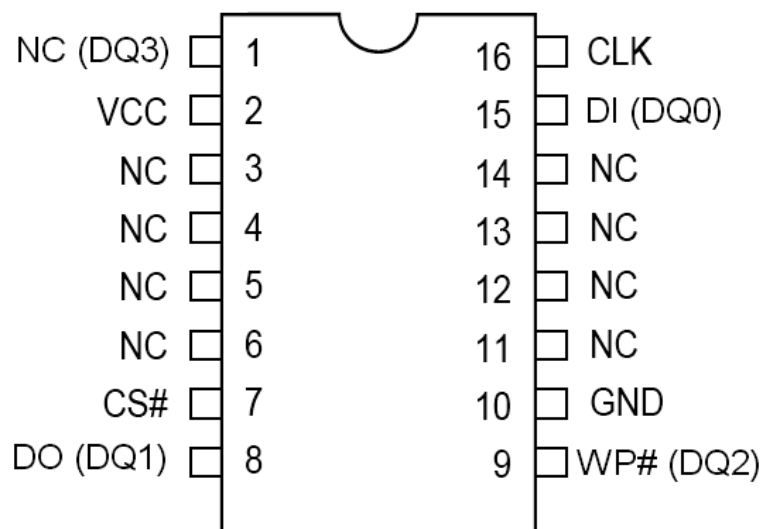 NC (DQ3) 1 16 CLK
VCC 2 15 DI (DQ0)
NC 3 14 NC
NC 4 13 NC
NC 5 12 NC
NC 6 11 NC
CS# 7 10 GND
DO (DQ1) 8 9 WP# (DQ2)